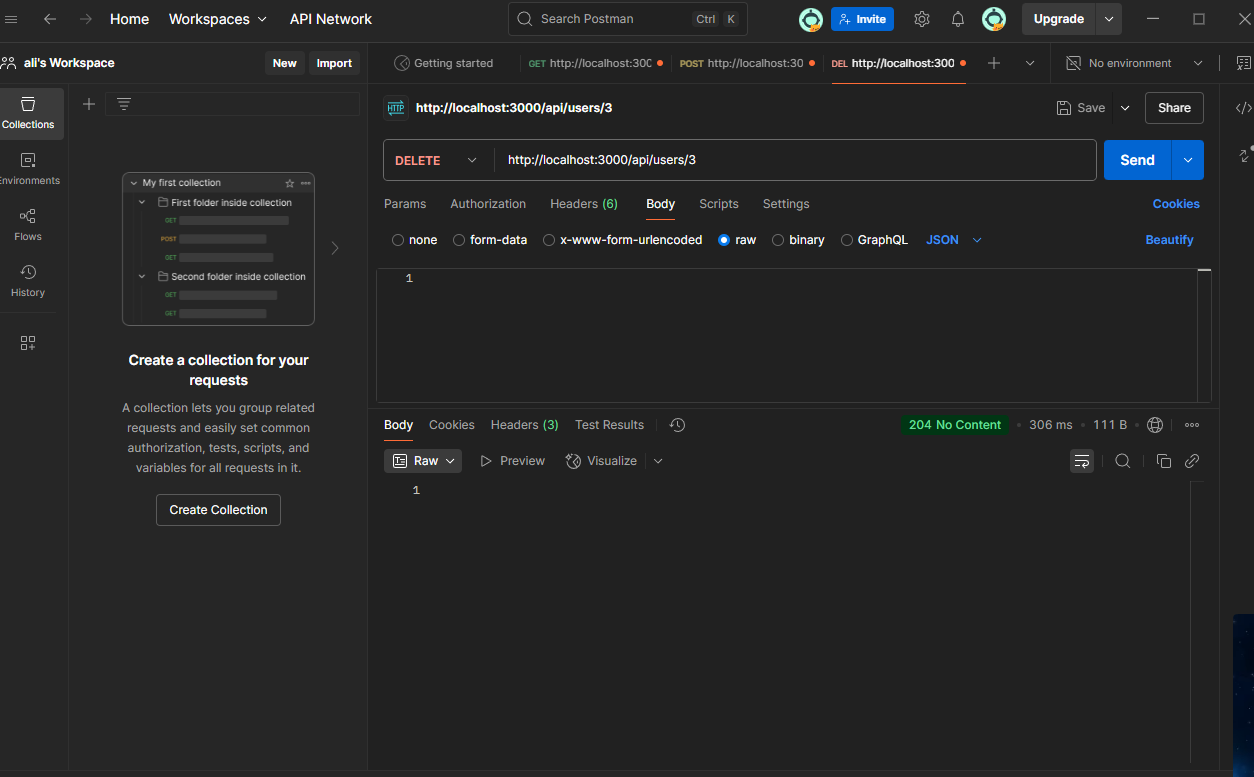 Home Workspaces API Network Search Postman Ctrl K Invite Upgrade
ali's Workspace New Import Getting started GET http://localhost:300 POST http://localhost:30 DEL http://localhost:300 No environment
Collections
Environments
Flows
History
My first collection
First folder inside collection
GET
POST
GET
Second folder inside collection
GET
GET
Create a collection for your
requests
A collection lets you group related
requests and easily set common
authorization, tests, scripts, and
variables for all requests in it.
Create Collection
HTTP http://localhost:3000/api/users/3 Save Share
DELETE http://localhost:3000/api/users/3 Send
Params Authorization Headers (6) Body Scripts Settings Cookies
none form-data x-www-form-urlencoded raw binary GraphQL JSON Beautify
1
Body Cookies Headers (3) Test Results 204 No Content 306 ms 111 B
Raw Preview Visualize
1